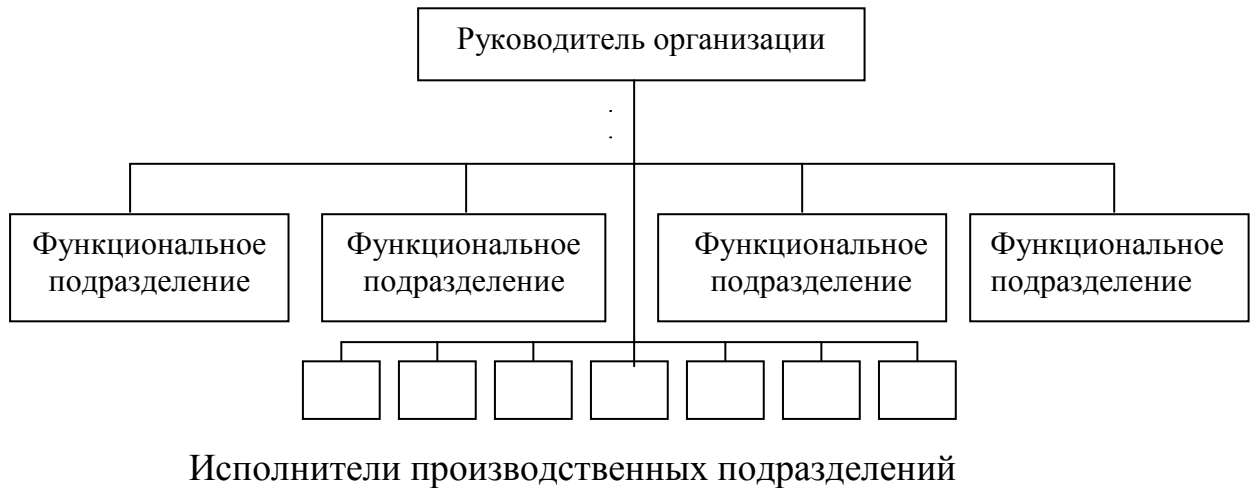 Руководитель организации
Функциональное
подразделение
Функциональное
подразделение
Функциональное
подразделение
Функциональное
подразделение
Исполнители производственных подразделений